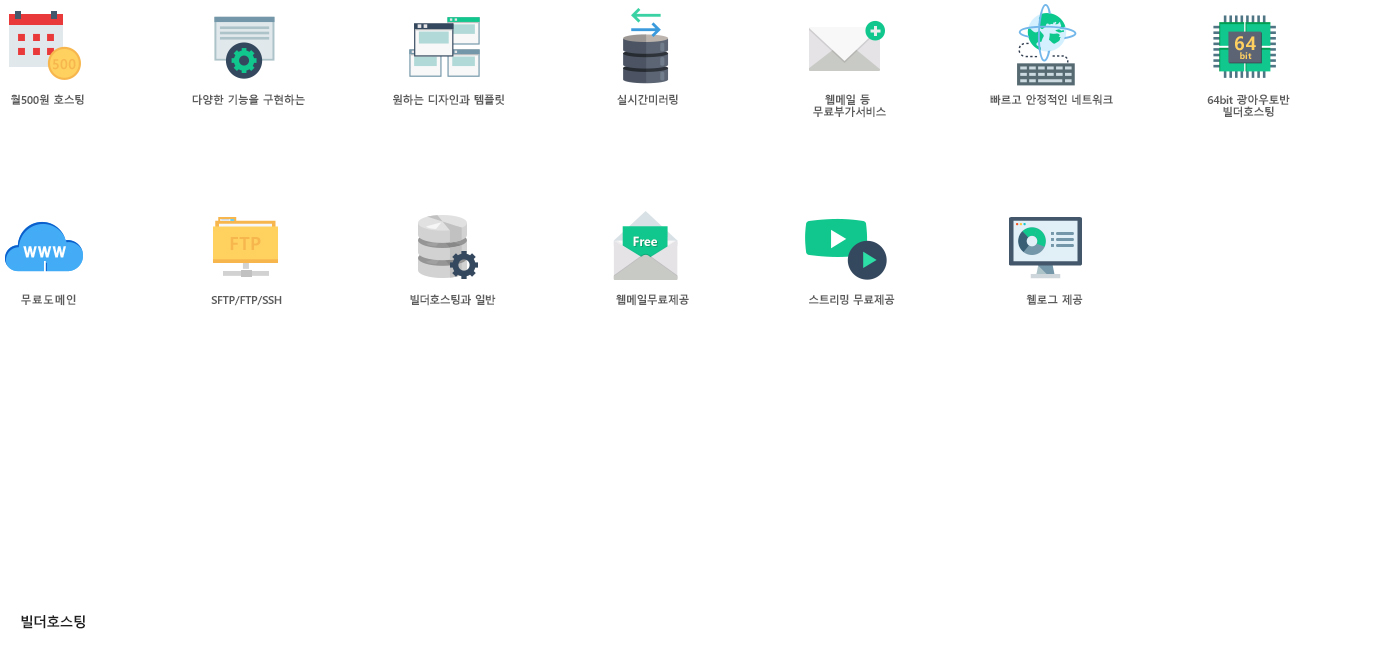 500
64
bit
월500원 호스팅
다양한 기능을 구현하는
원하는 디자인과 템플릿
실시간미러링
웹메일 등
무료부가서비스
빠르고 안정적인 네트워크
64bit 광아우토반
빌더호스팅
WWW
FTP
Free
무료도메인
SFTP/FTP/SSH
빌더호스팅과 일반
웹메일무료제공
스트리밍 무료제공
웹로그 제공
빌더호스팅